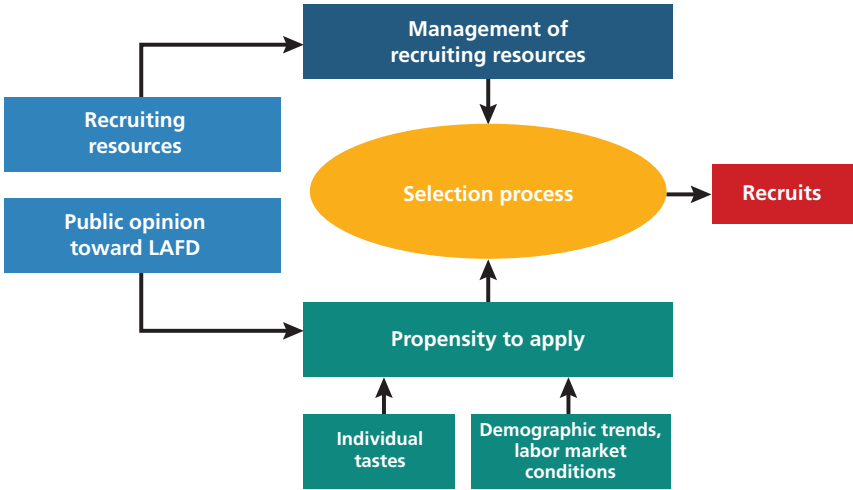 Management of
recruiting resources
Recruiting
resources
Selection process
Recruits
Public opinion
toward LAFD
Propensity to apply
Individual
tastes
Demographic trends,
labor market
conditions